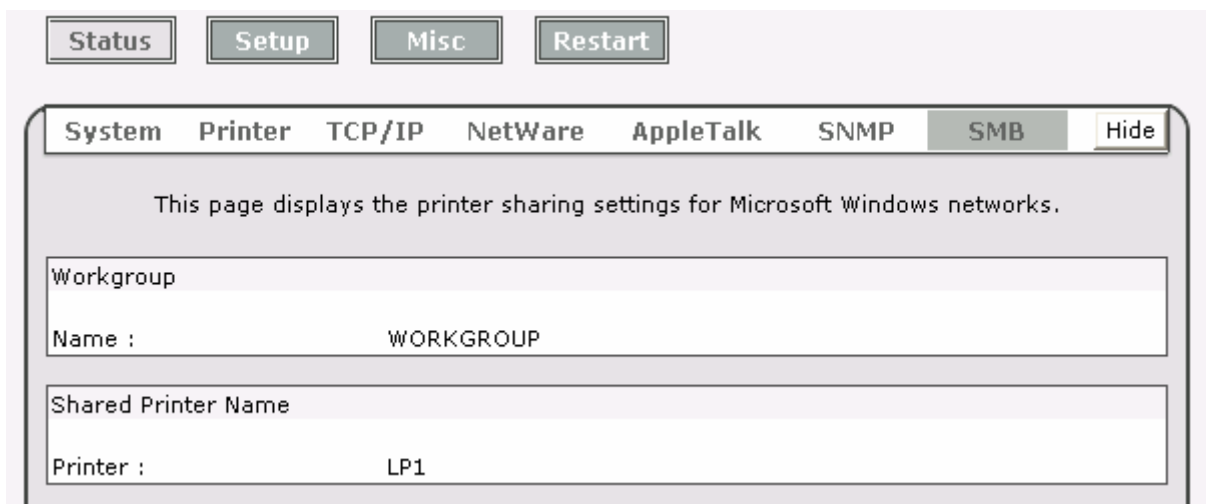 Status Setup Misc Restart
System Printer TCP/IP NetWare AppleTalk SNMP SMB Hide
This page displays the printer sharing settings for Microsoft Windows networks.
Workgroup
Name : WORKGROUP
Shared Printer Name
Printer : LP1